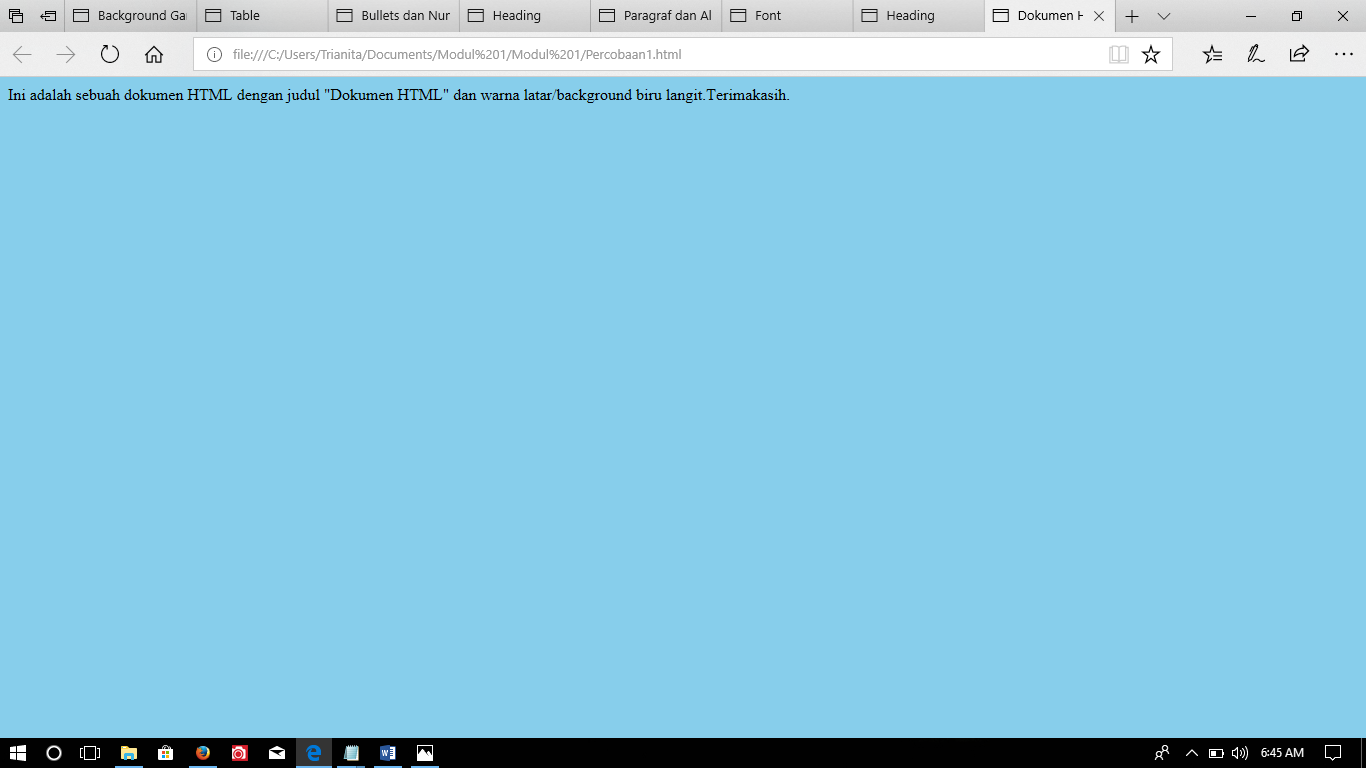 Background Ga
Table
Bullets dan Nur
Heading
Paragraf dan Al
Font
Heading
Dokumen H
file:///C:/Users/Trianita/Documents/Modul%201/Modul%201/Percobaan1.html
Ini adalah sebuah dokumen HTML dengan judul "Dokumen HTML" dan warna latar/background biru langit.Terimakasih.
6:45 AM